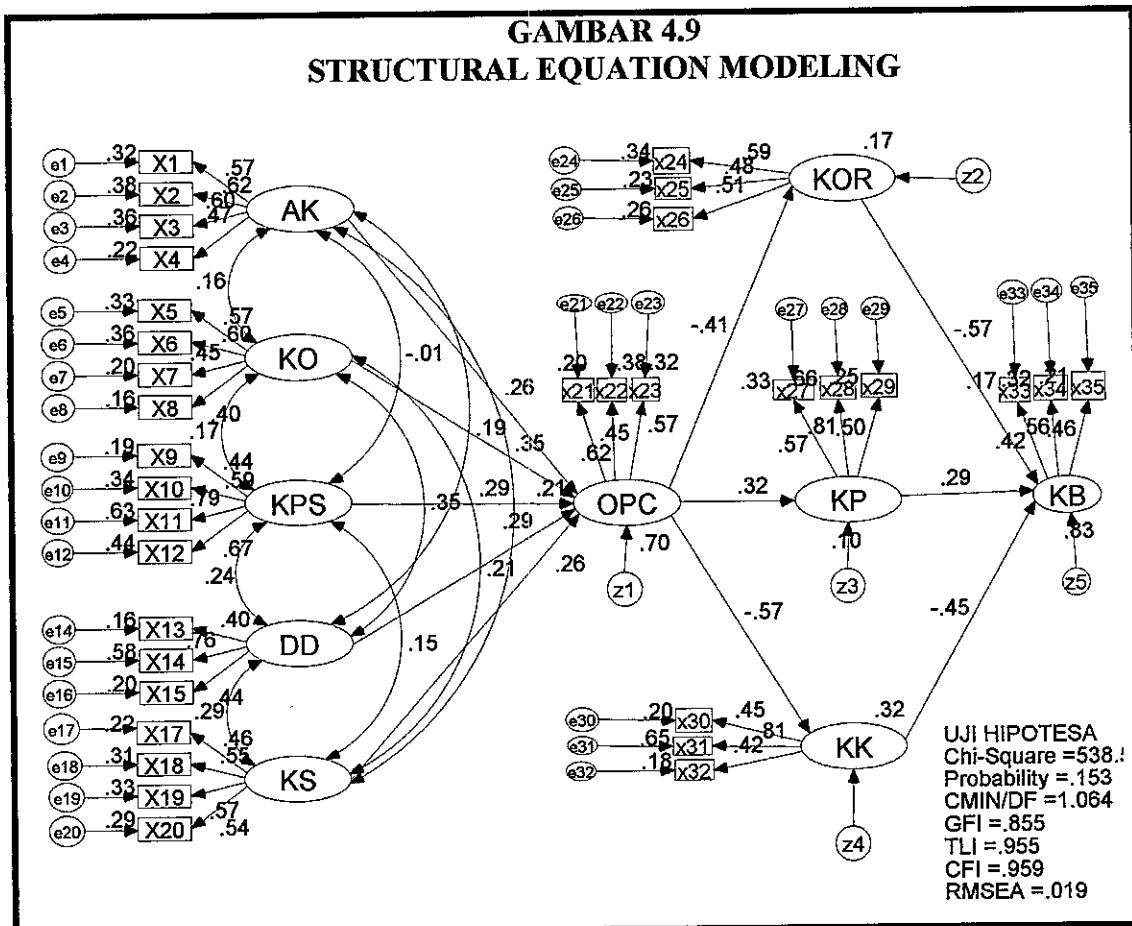 GAMBAR 4.9
STRUCTURAL EQUATION MODELING
e1 .32 X1 .57
e2 .38 X2 .62
e3 .36 X3 .60
e4 .22 X4 .47
AK
.16
e5 .33 X5 .57
e6 .36 X6 .60
e7 .20 X7 .45
e8 .16 X8 .40
KO
.17
e9 .19 X9 .44
e10 .34 X10 .59
e11 .63 X11 .79
e12 .44 X12 .67
KPS
.24
e14 .16 X13 .40
e15 .58 X14 .76
e16 .20 X15 .44
DD
.29
e17 .22 X17 .46
e18 .31 X18 .55
e19 .33 X19 .57
e20 .29 X20 .54
KS
-.01
.35
.15
.26
.19
.35
.29
.21
.29
.21
.26
e21 e22 e23
.20 .38 .32
x21 x22 x23
.62 .45 .57
OPC
.70
z1
e24 .34 x24 .59
e25 .23 x25 .48
e26 .26 x26 .51
KOR
.17
z2
-.41
.32
-.57
e27 e28 e29
.33 .66 .25
x27 x28 x29
.57 .81 .50
KP
.10
z3
e30 .20 x30 .45
e31 .65 x31 .81
e32 .18 x32 .42
KK
.32
z4
-.57
.29
-.45
e33 e34 e35
.17 .32
x33 x34 x35
.42 .56 .46
KB
.83
z5
UJI HIPOTESA
Chi-Square =538.
Probability =.153
CMIN/DF =1.064
GFI =.855
TLI =.955
CFI =.959
RMSEA =.019